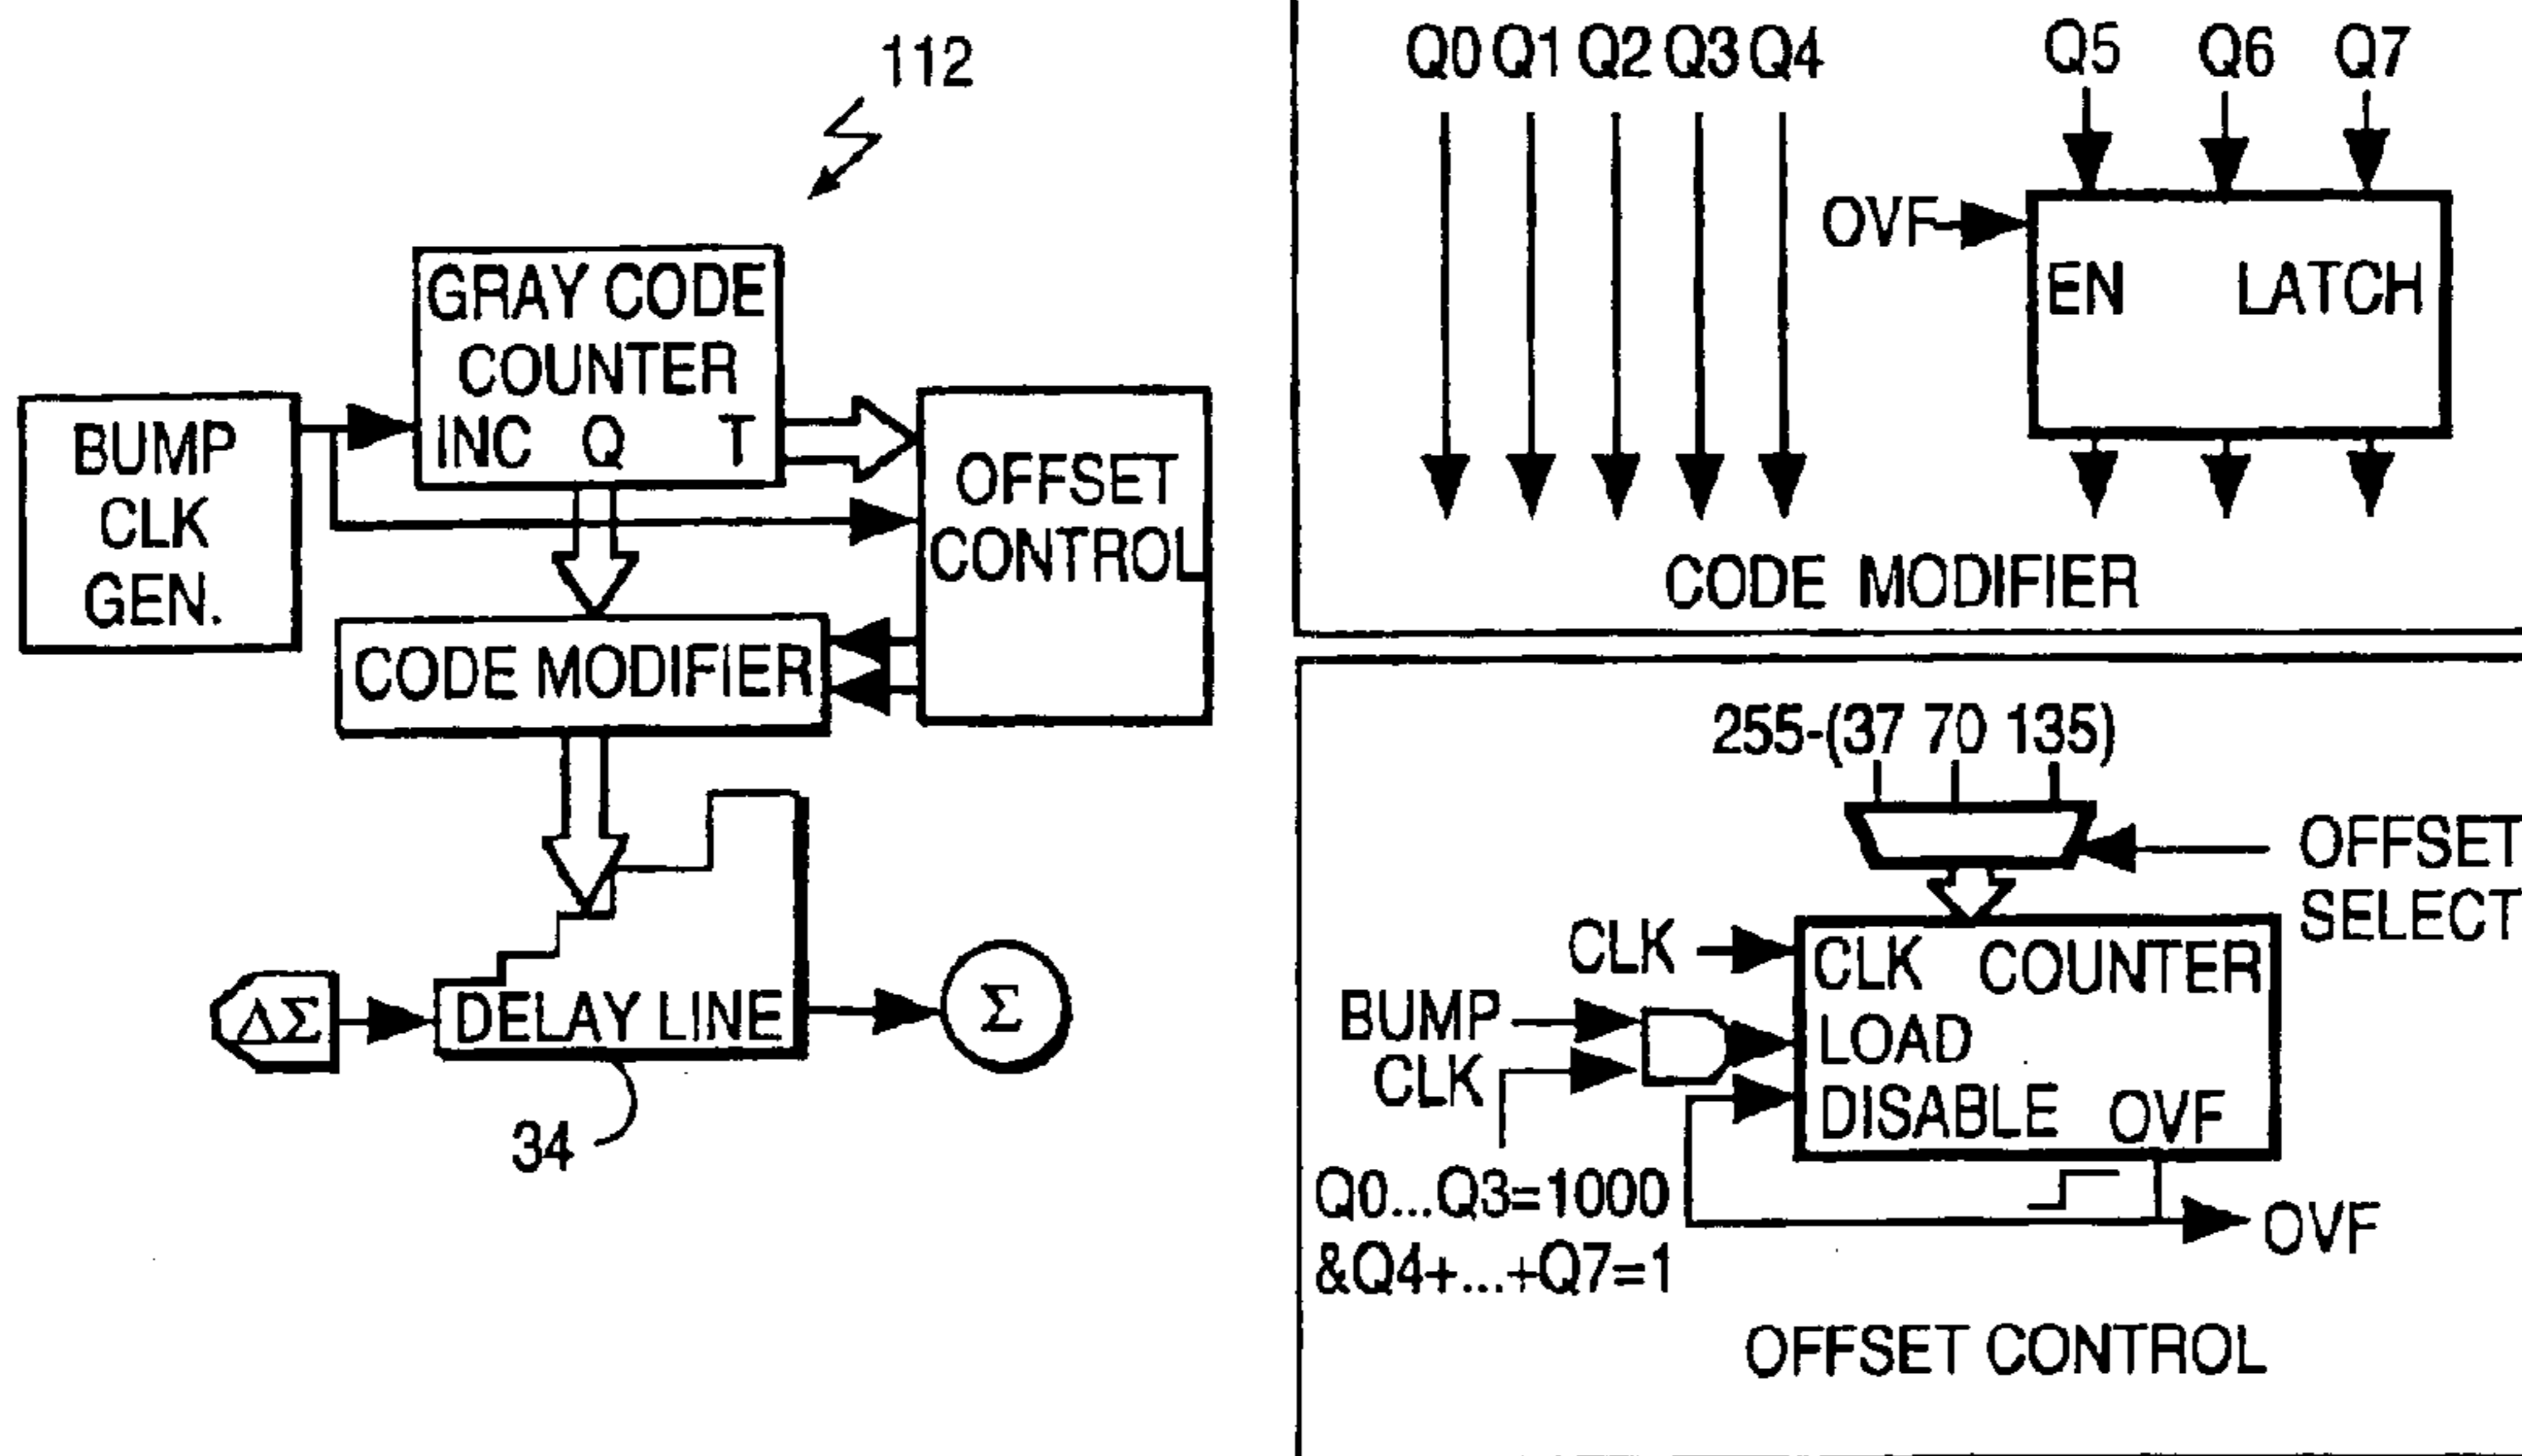 112
GRAY CODE
COUNTER
INC Q T
BUMP
CLK
GEN.
OFFSET
CONTROL
CODE MODIFIER
ΔΣ
DELAY LINE
Σ
34
Q0 Q1 Q2 Q3 Q4 Q5 Q6 Q7
OVF
EN LATCH
CODE MODIFIER
255-(37 70 135)
OFFSET
SELECT
CLK
CLK COUNTER
BUMP
CLK
LOAD
DISABLE OVF
Q0...Q3=1000
&Q4+...+Q7=1
OVF
OFFSET CONTROL